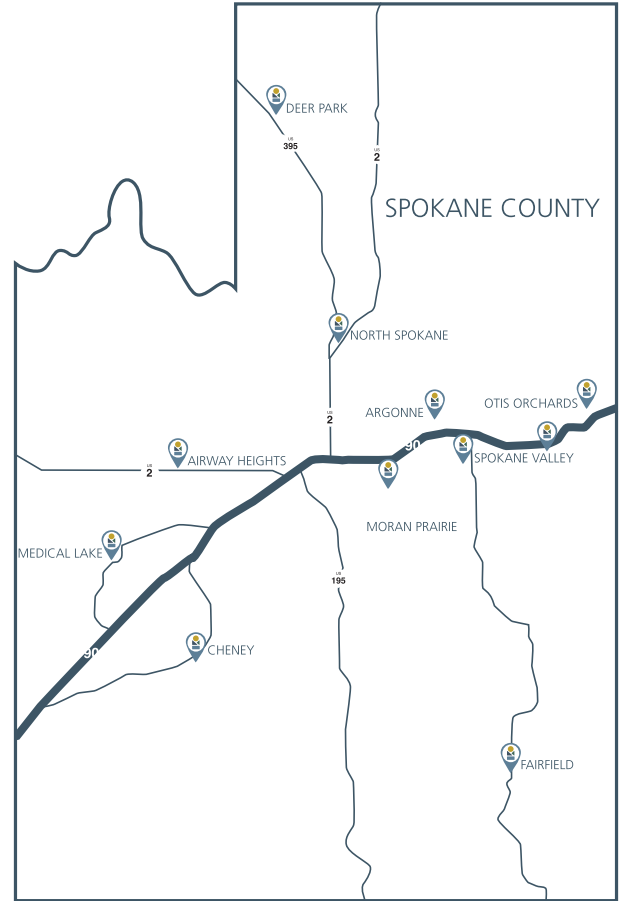 DEER PARK
US
395
US
2
SPOKANE COUNTY
NORTH SPOKANE
OTIS ORCHARDS
ARGONNE
US
2
90
SPOKANE VALLEY
AIRWAY HEIGHTS
US
2
MORAN PRAIRIE
MEDICAL LAKE
US
195
90
CHENEY
FAIRFIELD